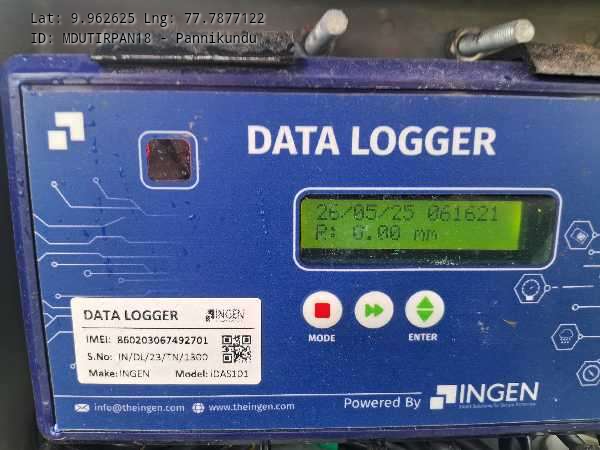 Lat: 9.962625 Lng: 77.7877122
ID: MDUTIRPAN18 - Pannikundu
DATA LOGGER
26/05/25 061621
R: 0.00 mm
MODE
ENTER
DATA LOGGER
INGEN
IMEI: 860203067492701
S.No: IN/DL/23/TN/1300
Make: INGEN Model: iDAS1D1
info@theingen.com
www.theingen.com
Powered By INGEN